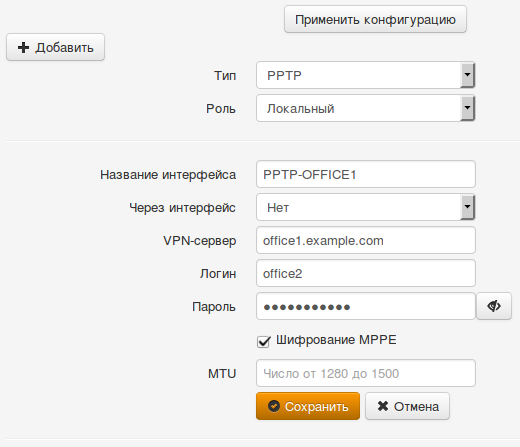 Применить конфигурацию
Добавить
Тип PPTP
Роль Локальный
Название интерфейса PPTP-OFFICE1
Через интерфейс Нет
VPN-сервер office1.example.com
Логин office2
Пароль ●●●●●●●●●●●
Шифрование MPPE
MTU Число от 1280 до 1500
Сохранить Отмена